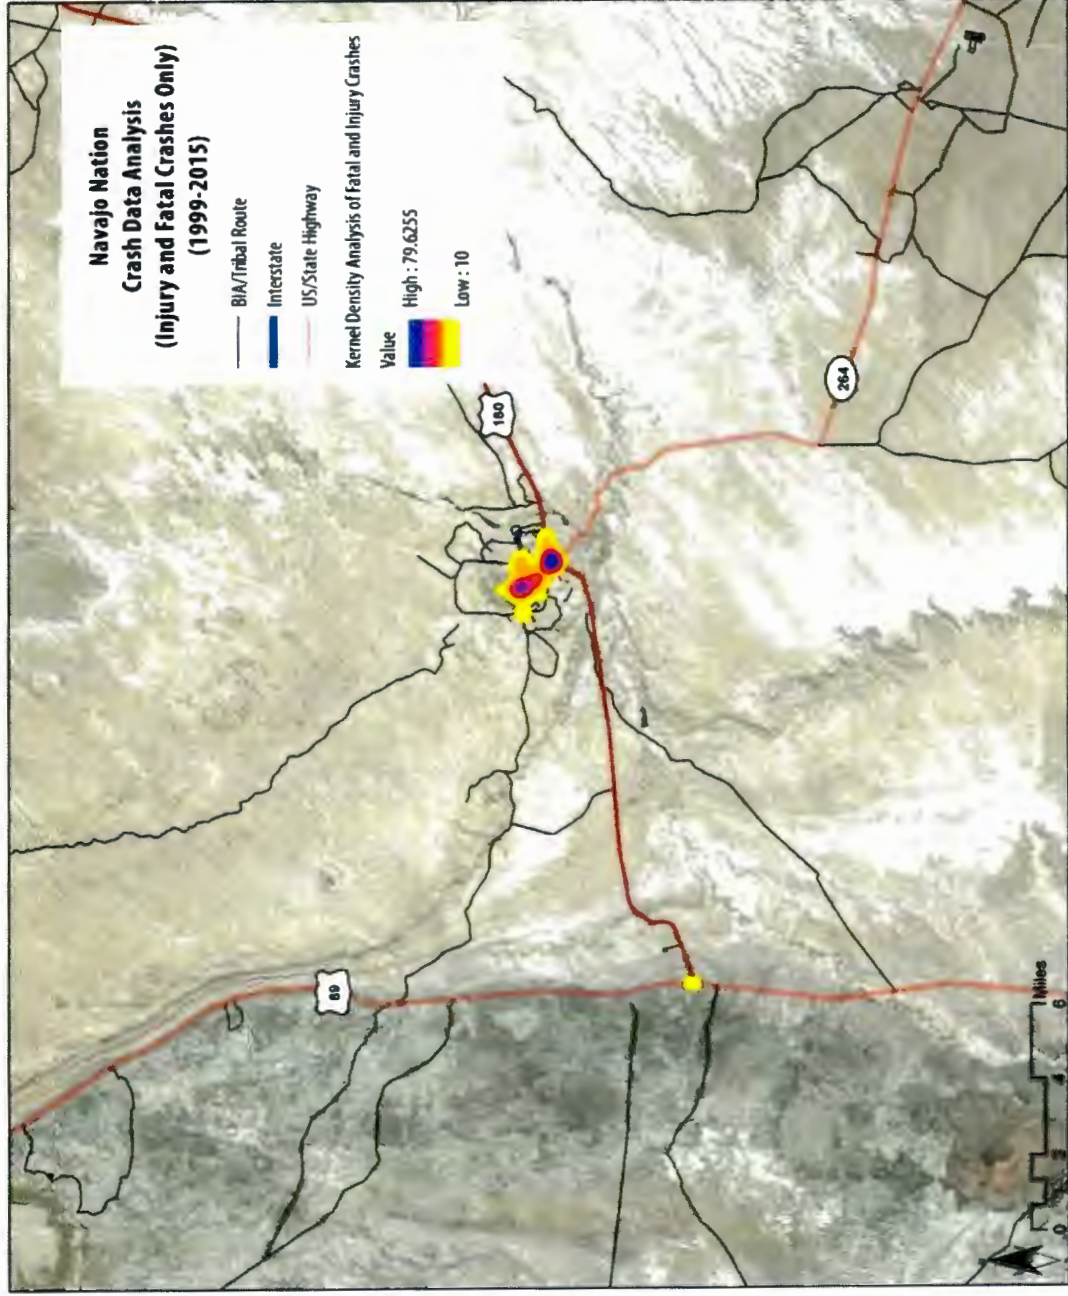 Navajo Nation
Crash Data Analysis
(Injury and Fatal Crashes Only)
(1999-2015)
BIA/Tribal Route
Interstate
US/State Highway
Kernel Density Analysis of Fatal and Injury Crashes
Value
High : 79.6255
Low : 10
160
89
264
0 1 2 4 6
Miles